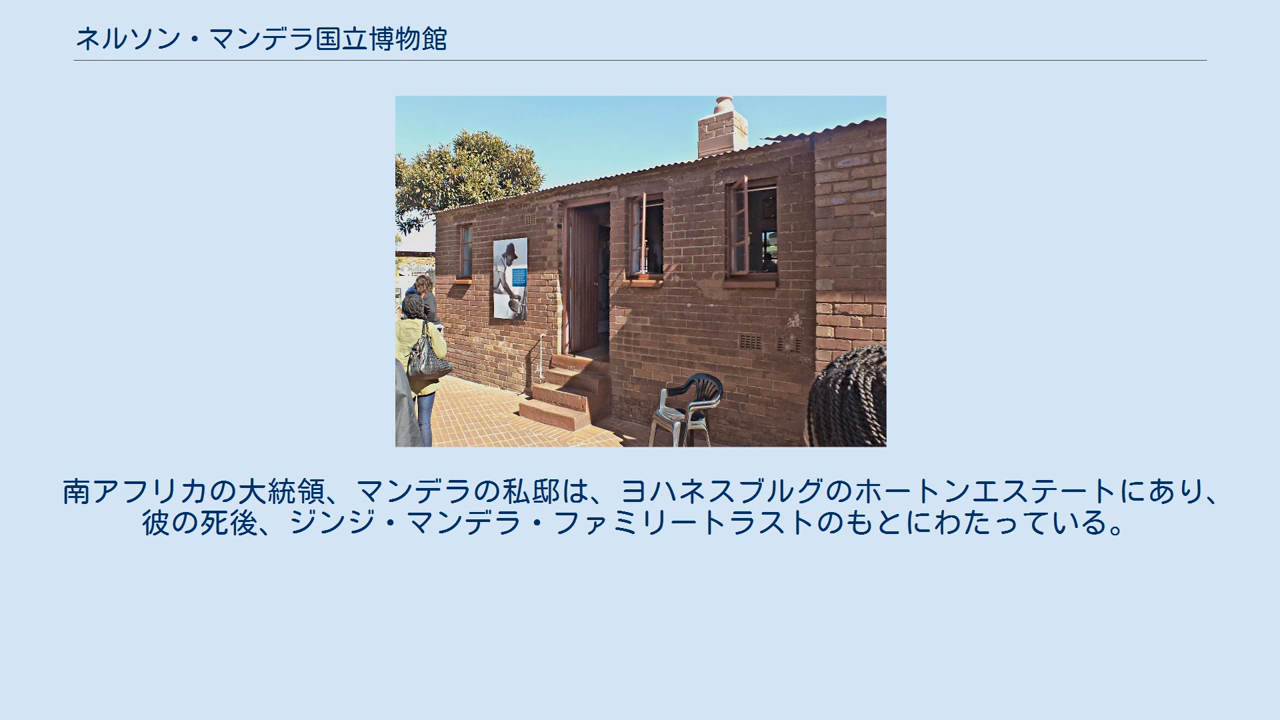 ネルソン・マンデラ国立博物館
南アフリカの大統領、マンデラの私邸は、ヨハネスブルグのホートンエステートにあり、
彼の死後、ジンジ・マンデラ・ファミリートラストのもとにわたっている。